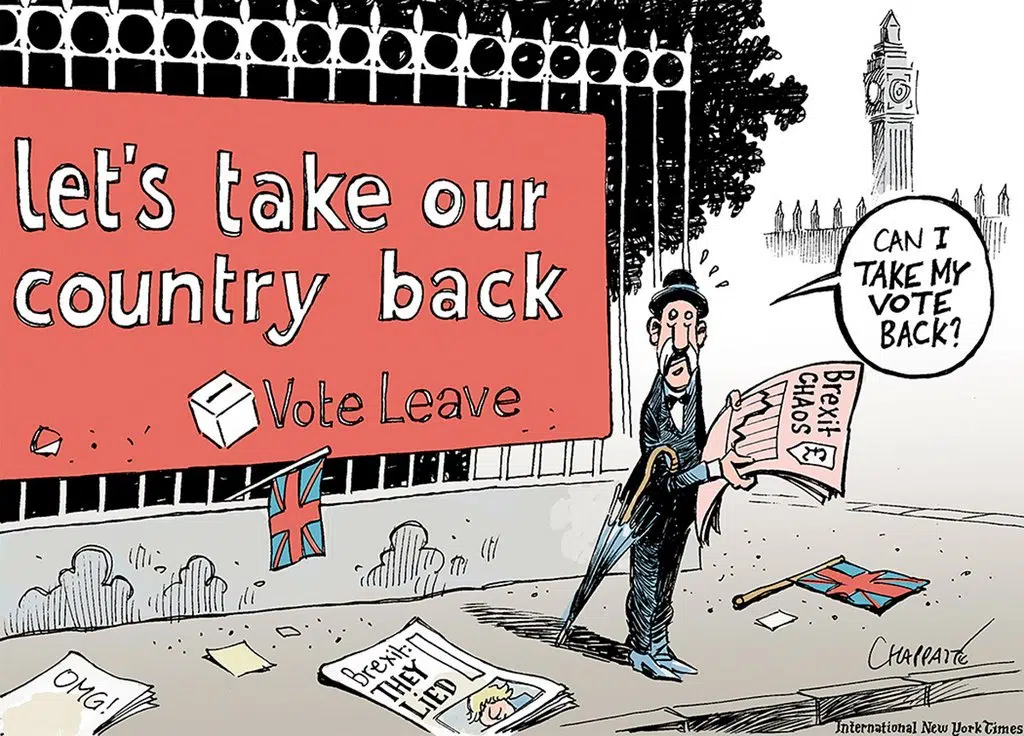 let's take our
country back
Vote Leave
CAN I
TAKE MY
VOTE
BACK?
Brexit
CHAOS
£
OMG!
Brexit:
THEY
LIED
CHAPPATTE
International New York Times